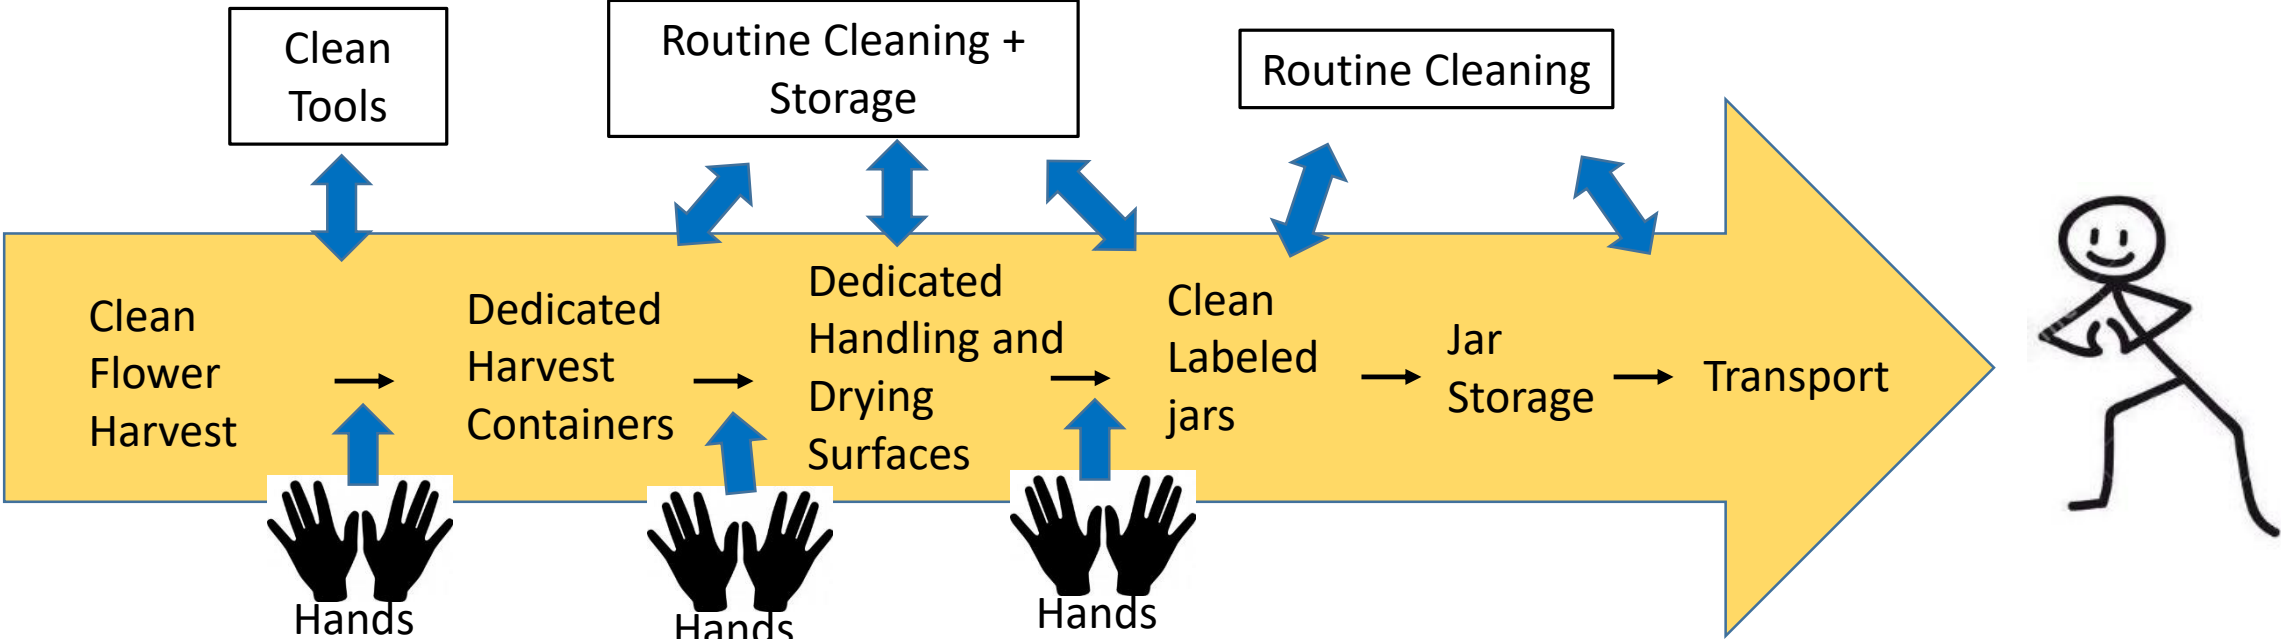 Clean
Tools
Routine Cleaning +
Storage
Routine Cleaning
Clean
Flower
Harvest
Dedicated
Harvest
Containers
Dedicated
Handling and
Drying
Surfaces
Clean
Labeled
jars
Jar
Storage
Transport
Hands
Hands
Hands